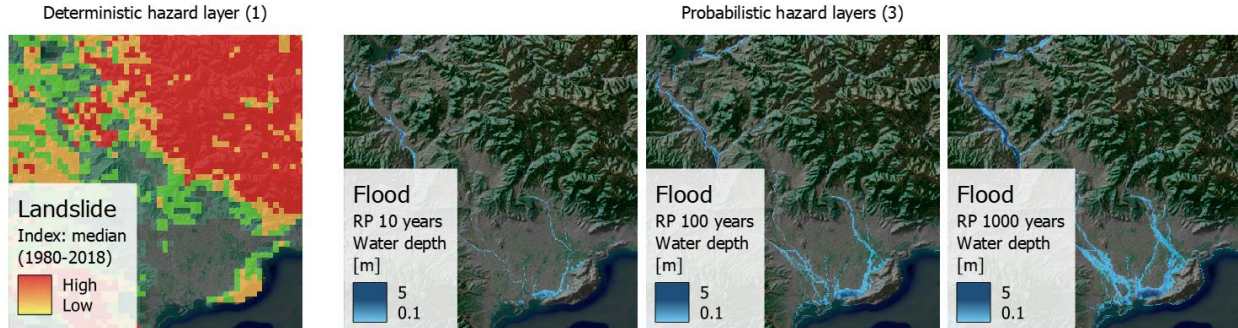 Deterministic hazard layer (1)
Probabilistic hazard layers (3)
Landslide
Index: median
(1980-2018)
High
Low
Flood
RP 10 years
Water depth
[m]
5
0.1
Flood
RP 100 years
Water depth
[m]
5
0.1
Flood
RP 1000 years
Water depth
[m]
5
0.1